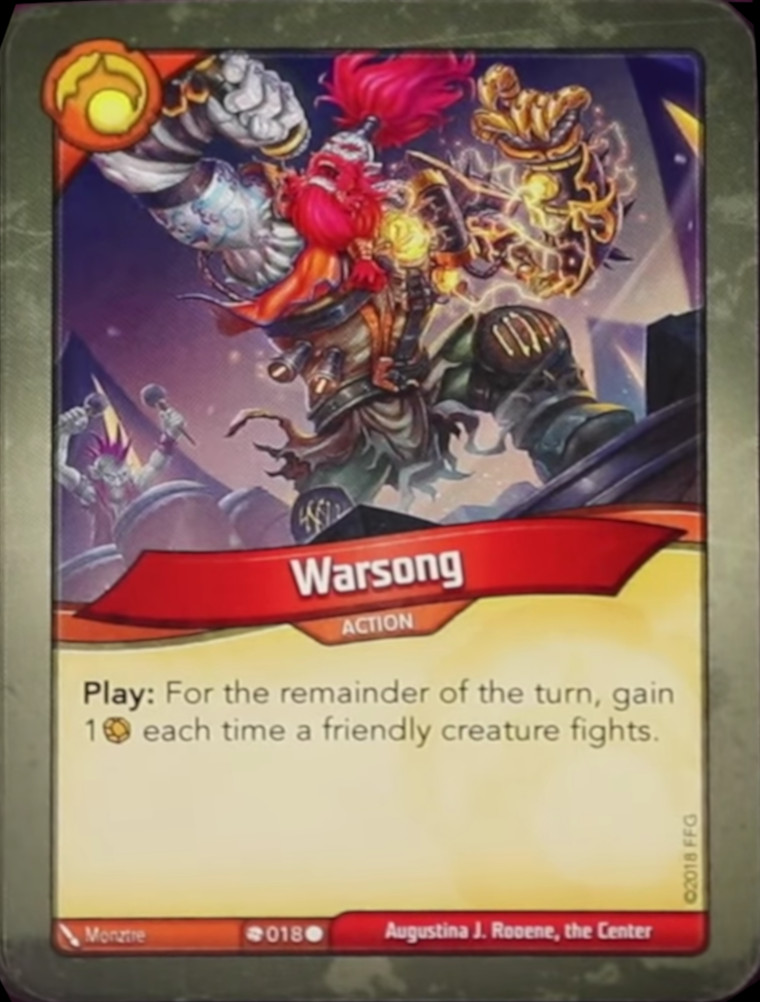 Warsong
ACTION
Play: For the remainder of the turn, gain
1 each time a friendly creature fights.
©2018 FFG
Monztre
018
Augustina J. Rooene, the Center